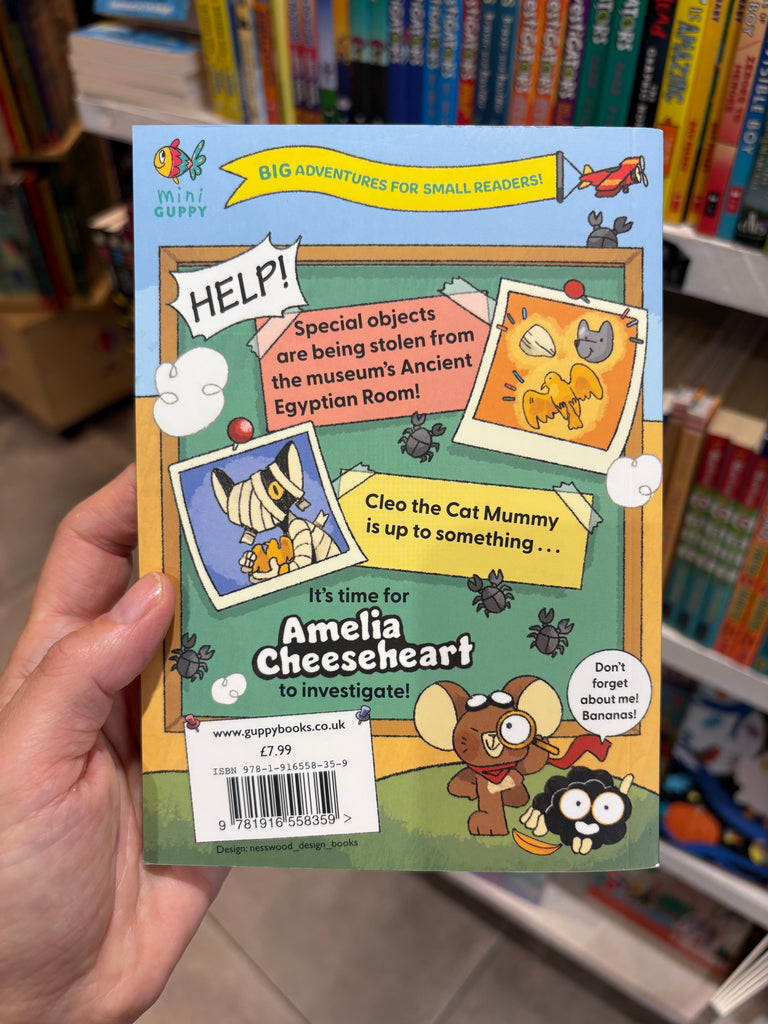 mini
GUPPY
BIG ADVENTURES FOR SMALL READERS!
HELP!
Special objects
are being stolen from
the museum's Ancient
Egyptian Room!
Cleo the Cat Mummy
is up to something ...
It's time for
Amelia
Cheeseheart
to investigate!
Don't
forget
about me!
Bananas!
www.guppybooks.co.uk
£7.99
ISBN 978-1-916558-35-9
9 781916 558359 >
Design: nesswood_design_books